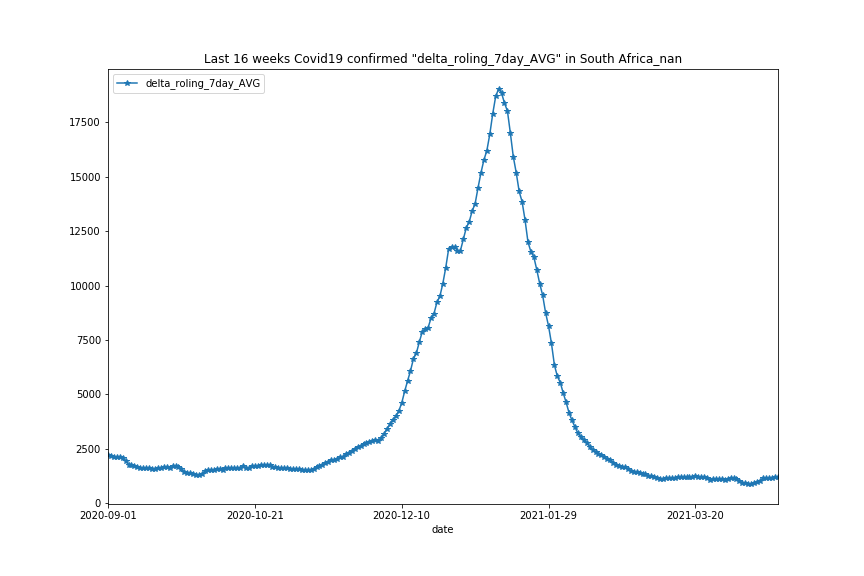 Last 16 weeks Covid19 confirmed "delta_roling_7day_AVG" in South Africa_nan
delta_roling_7day_AVG
17500
15000
12500
10000
7500
5000
2500
0
2020-09-01 2020-10-21 2020-12-10 2021-01-29 2021-03-20
date